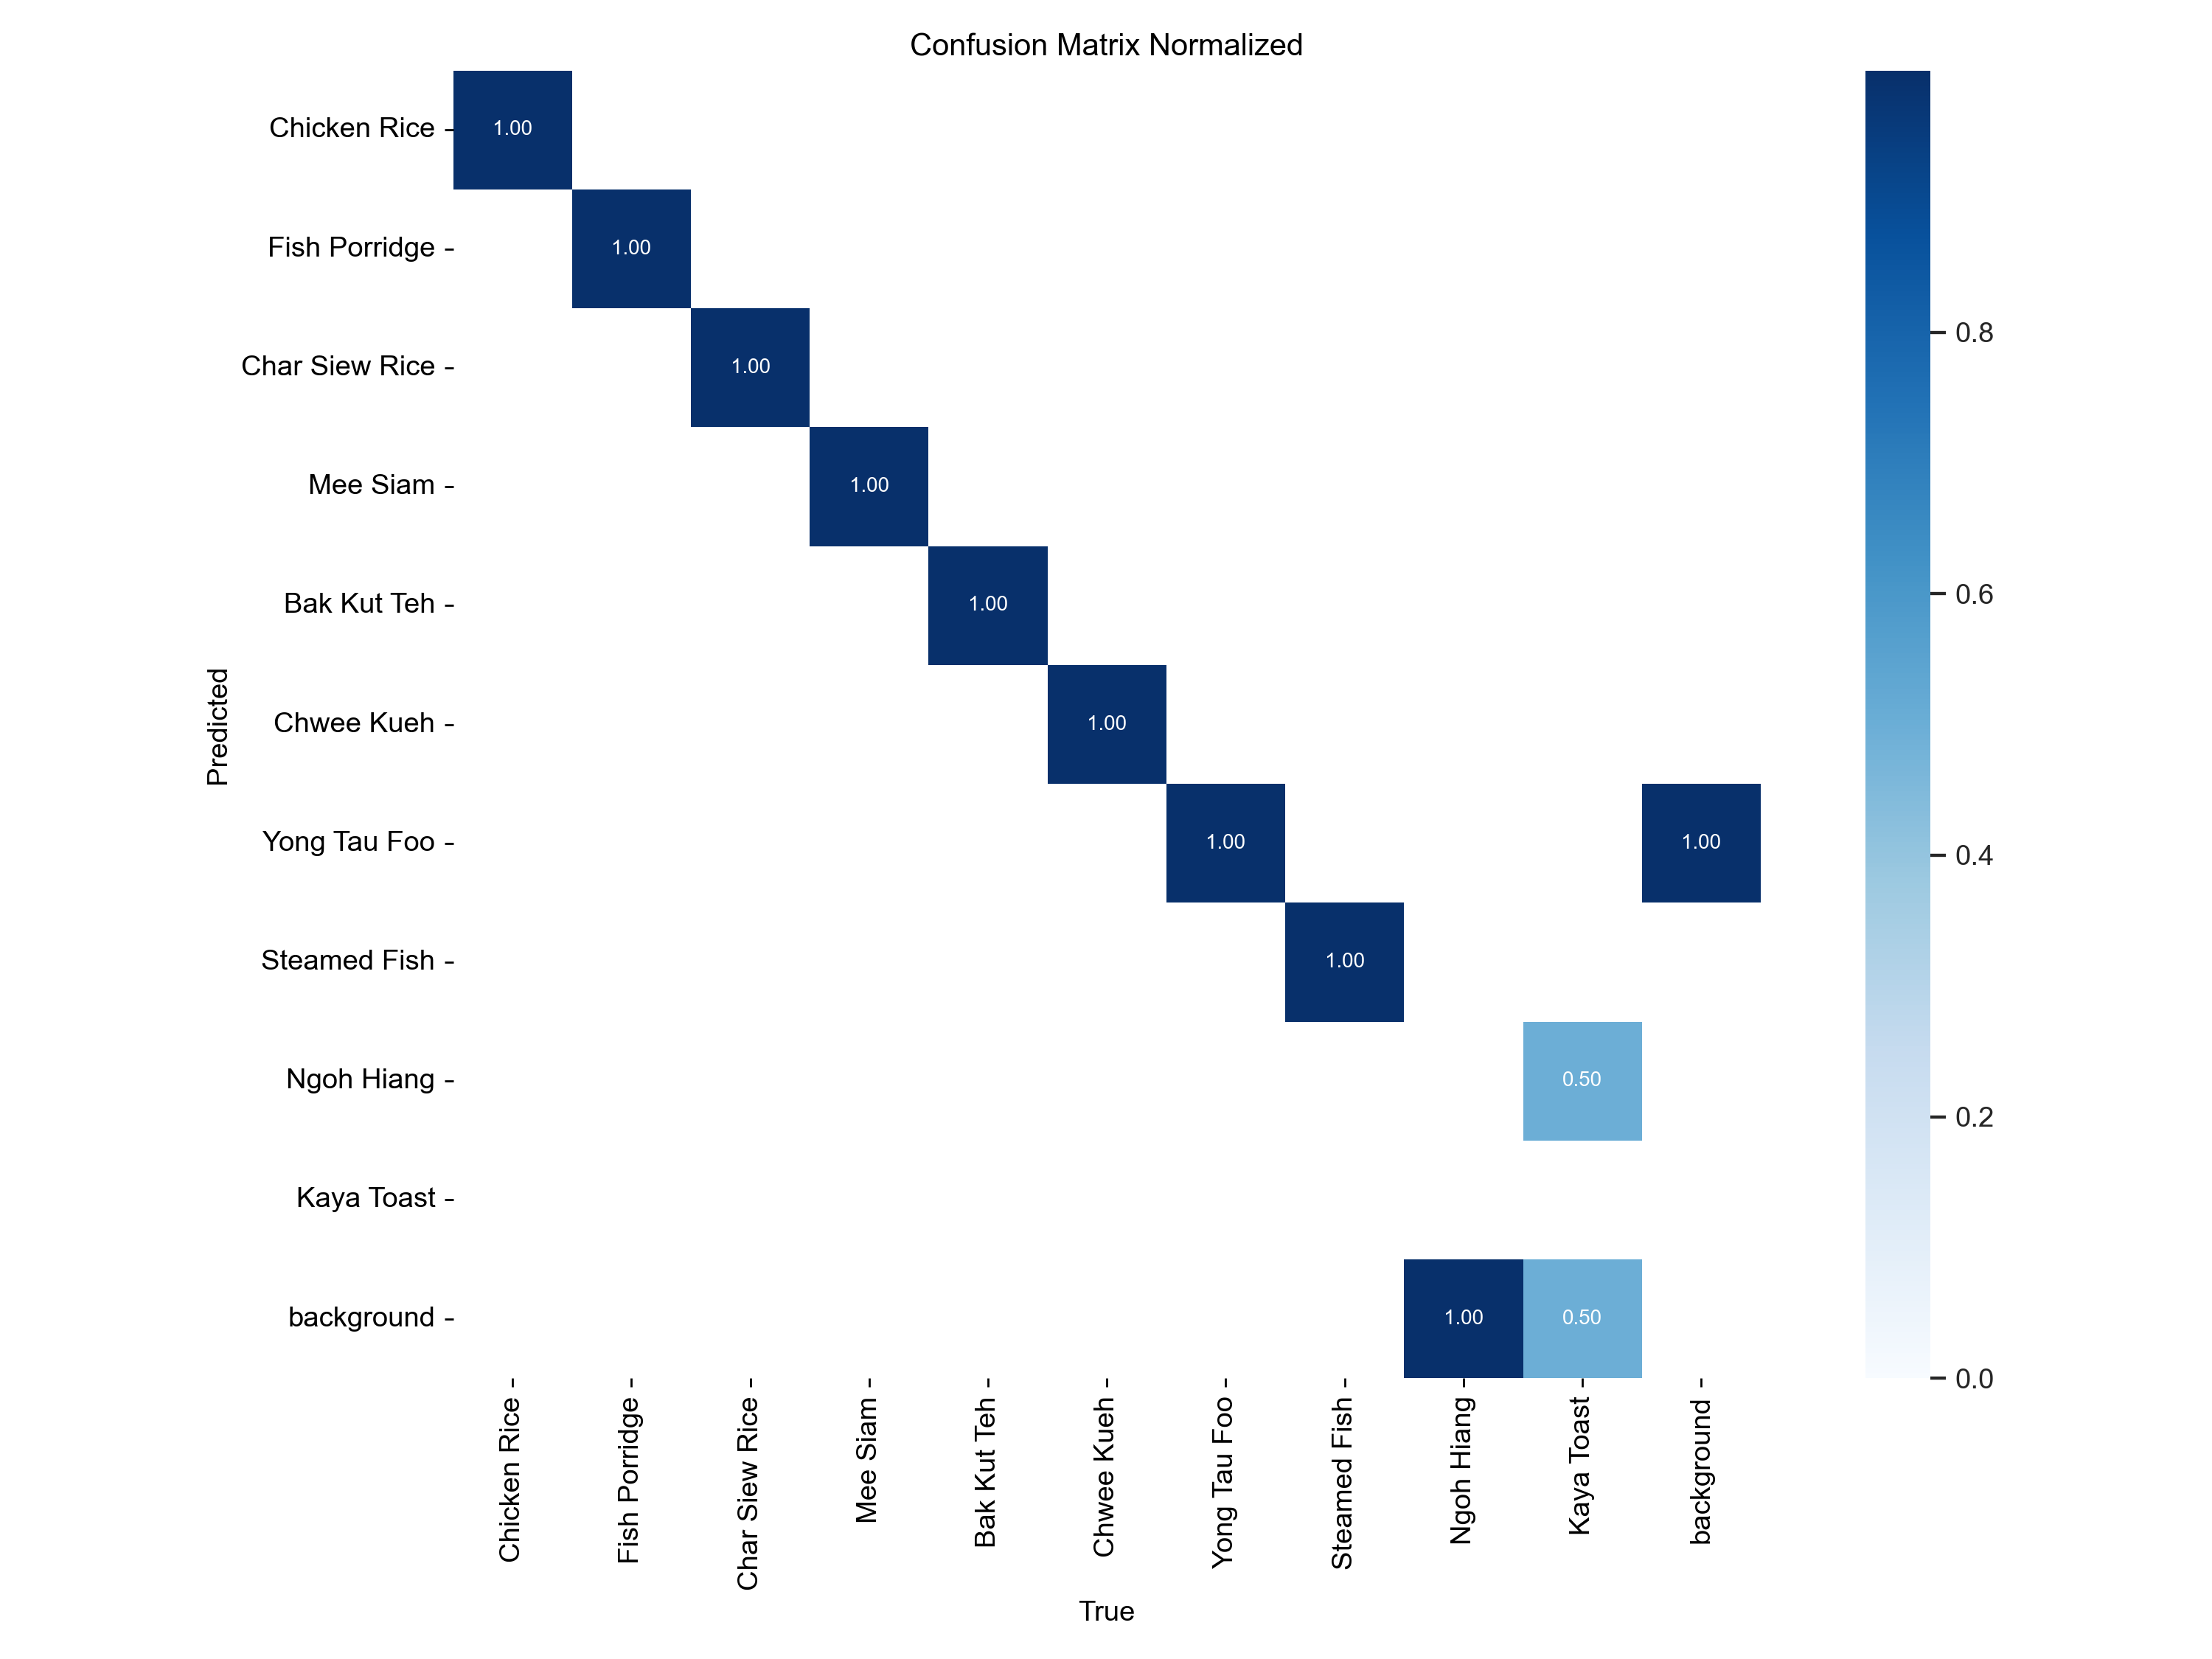 Confusion Matrix Normalized
Chicken Rice
1.00
Fish Porridge
1.00
Char Siew Rice
1.00
Mee Siam
1.00
Bak Kut Teh
1.00
Chwee Kueh
1.00
Yong Tau Foo
1.00
1.00
Steamed Fish
1.00
Ngoh Hiang
0.50
Kaya Toast
background
1.00
0.50
Predicted
Chicken Rice
Fish Porridge
Char Siew Rice
Mee Siam
Bak Kut Teh
Chwee Kueh
Yong Tau Foo
Steamed Fish
Ngoh Hiang
Kaya Toast
background
True
0.8
0.6
0.4
0.2
0.0